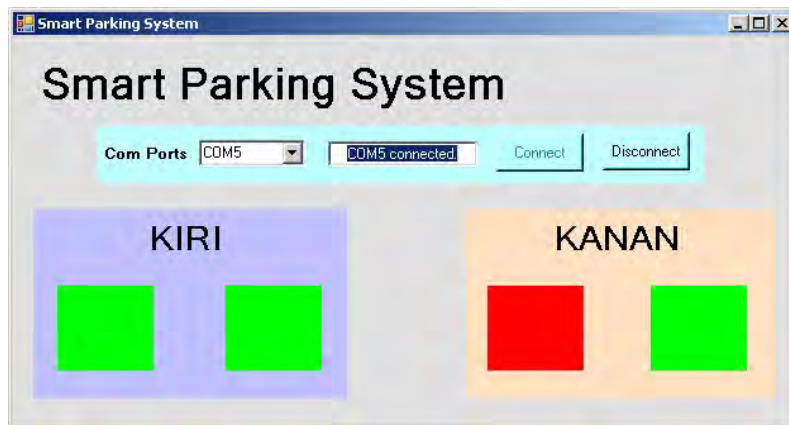 Smart Parking System
Smart Parking System
Com Ports COM5 COM5 connected. Connect Disconnect
KIRI KANAN